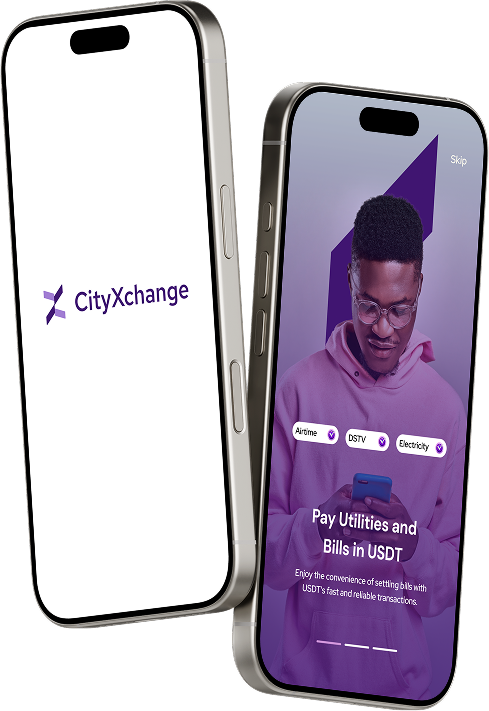 CityXchange
Skip
Airtime
DSTV
Electricity
Pay Utilities and
Bills in USDT
Enjoy the convenience of settling bills with
USDT's fast and reliable transactions.